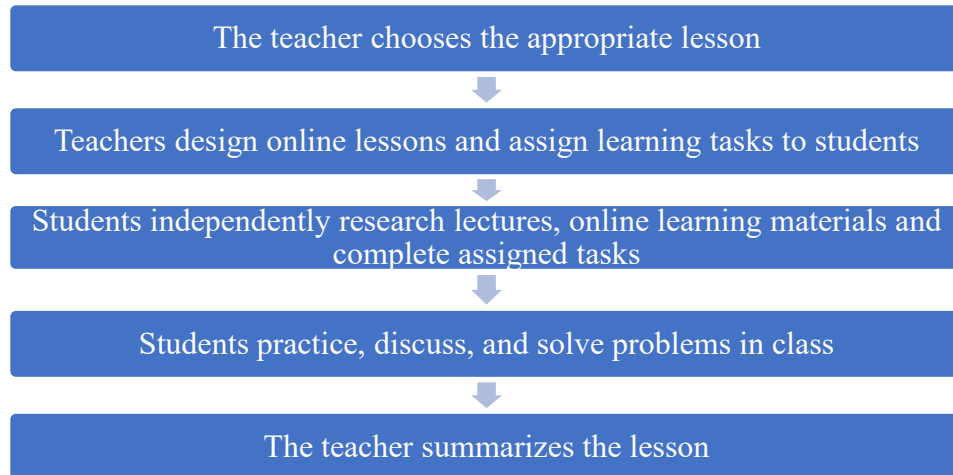 The teacher chooses the appropriate lesson
Teachers design online lessons and assign learning tasks to students
Students independently research lectures, online learning materials and
complete assigned tasks
Students practice, discuss, and solve problems in class
The teacher summarizes the lesson